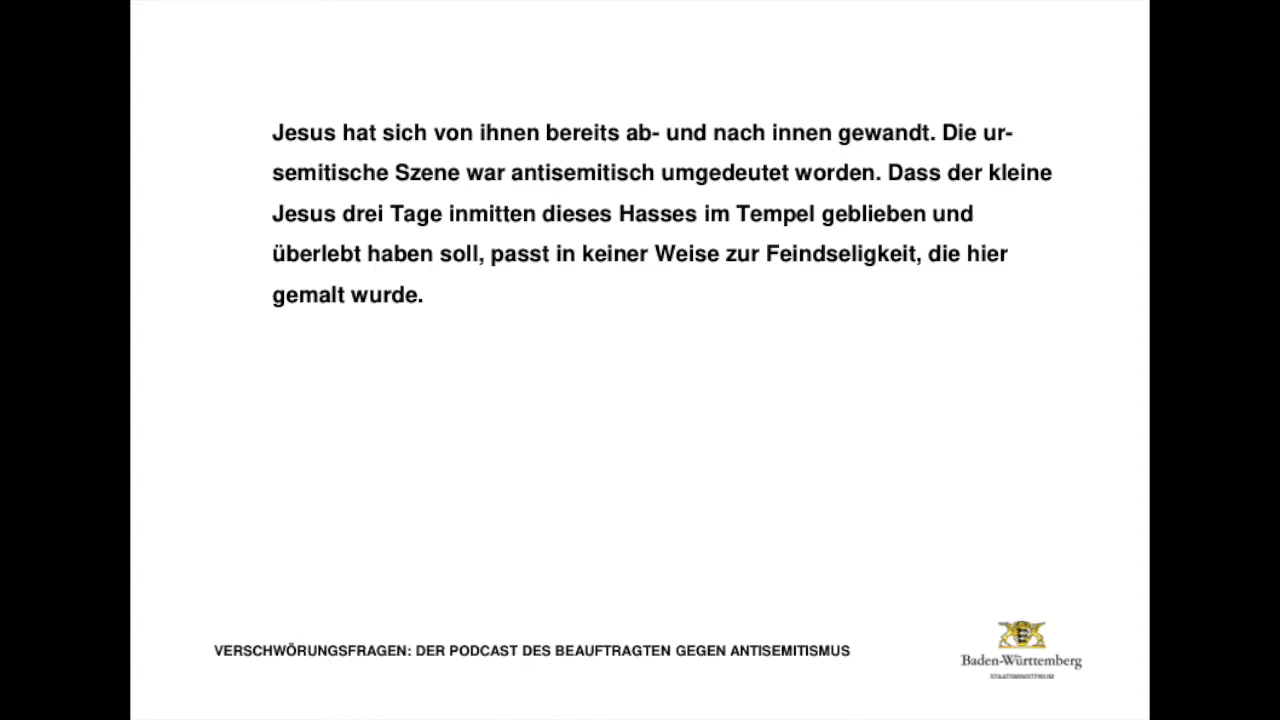 Jesus hat sich von ihnen bereits ab- und nach innen gewandt. Die ur-
semitische Szene war antisemitisch umgedeutet worden. Dass der kleine
Jesus drei Tage inmitten dieses Hasses im Tempel geblieben und
überlebt haben soll, passt in keiner Weise zur Feindseligkeit, die hier
gemalt wurde.
VERSCHWÖRUNGSFRAGEN: DER PODCAST DES BEAUFTRAGTEN GEGEN ANTISEMITISMUS
Baden-Württemberg
STAATSMINISTERIUM